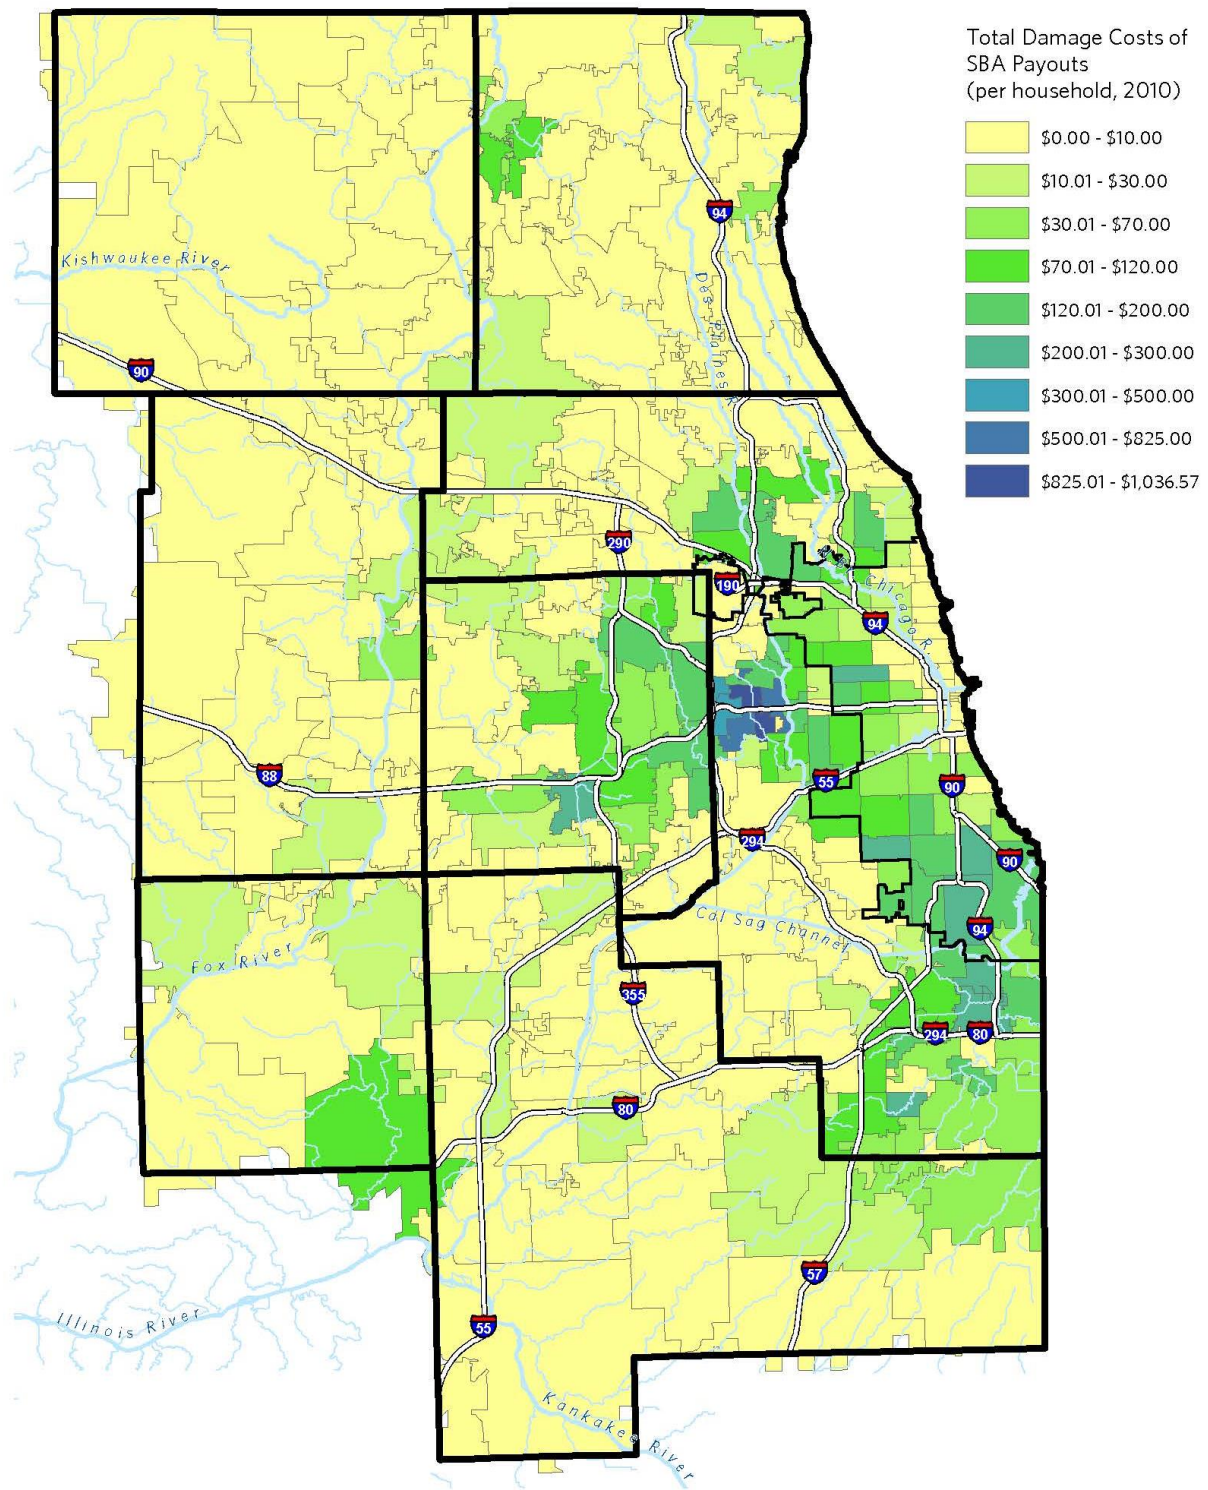 Total Damage Costs of
SBA Payouts
(per household, 2010)
$0.00 - $10.00
$10.01 - $30.00
$30.01 - $70.00
$70.01 - $120.00
$120.01 - $200.00
$200.01 - $300.00
$300.01 - $500.00
$500.01 - $825.00
$825.01 - $1,036.57
94
Kishwaukee River
Des Plaines R.
90
290
190
Chicago R.
94
88
55
90
294
90
Cal Sag Channel
94
Fox River
355
294
80
80
57
Illinois River
55
Kankakee River